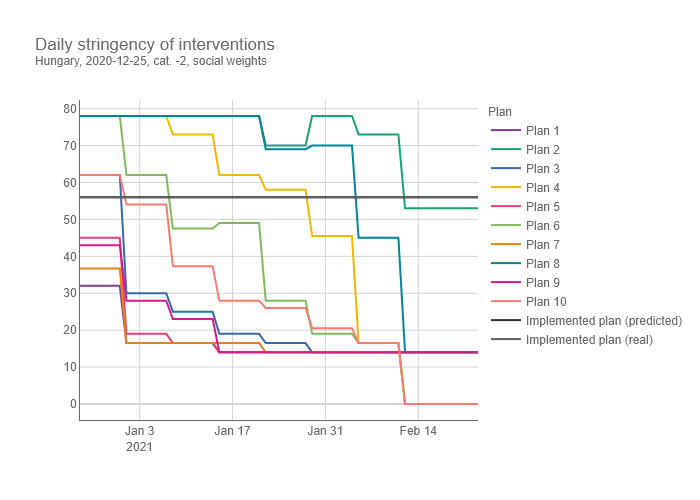 Daily stringency of interventions
Hungary, 2020-12-25, cat. -2, social weights
80
70
60
50
40
30
20
10
0
Jan 3
2021
Jan 17
Jan 31
Feb 14
Plan
Plan 1
Plan 2
Plan 3
Plan 4
Plan 5
Plan 6
Plan 7
Plan 8
Plan 9
Plan 10
Implemented plan (predicted)
Implemented plan (real)